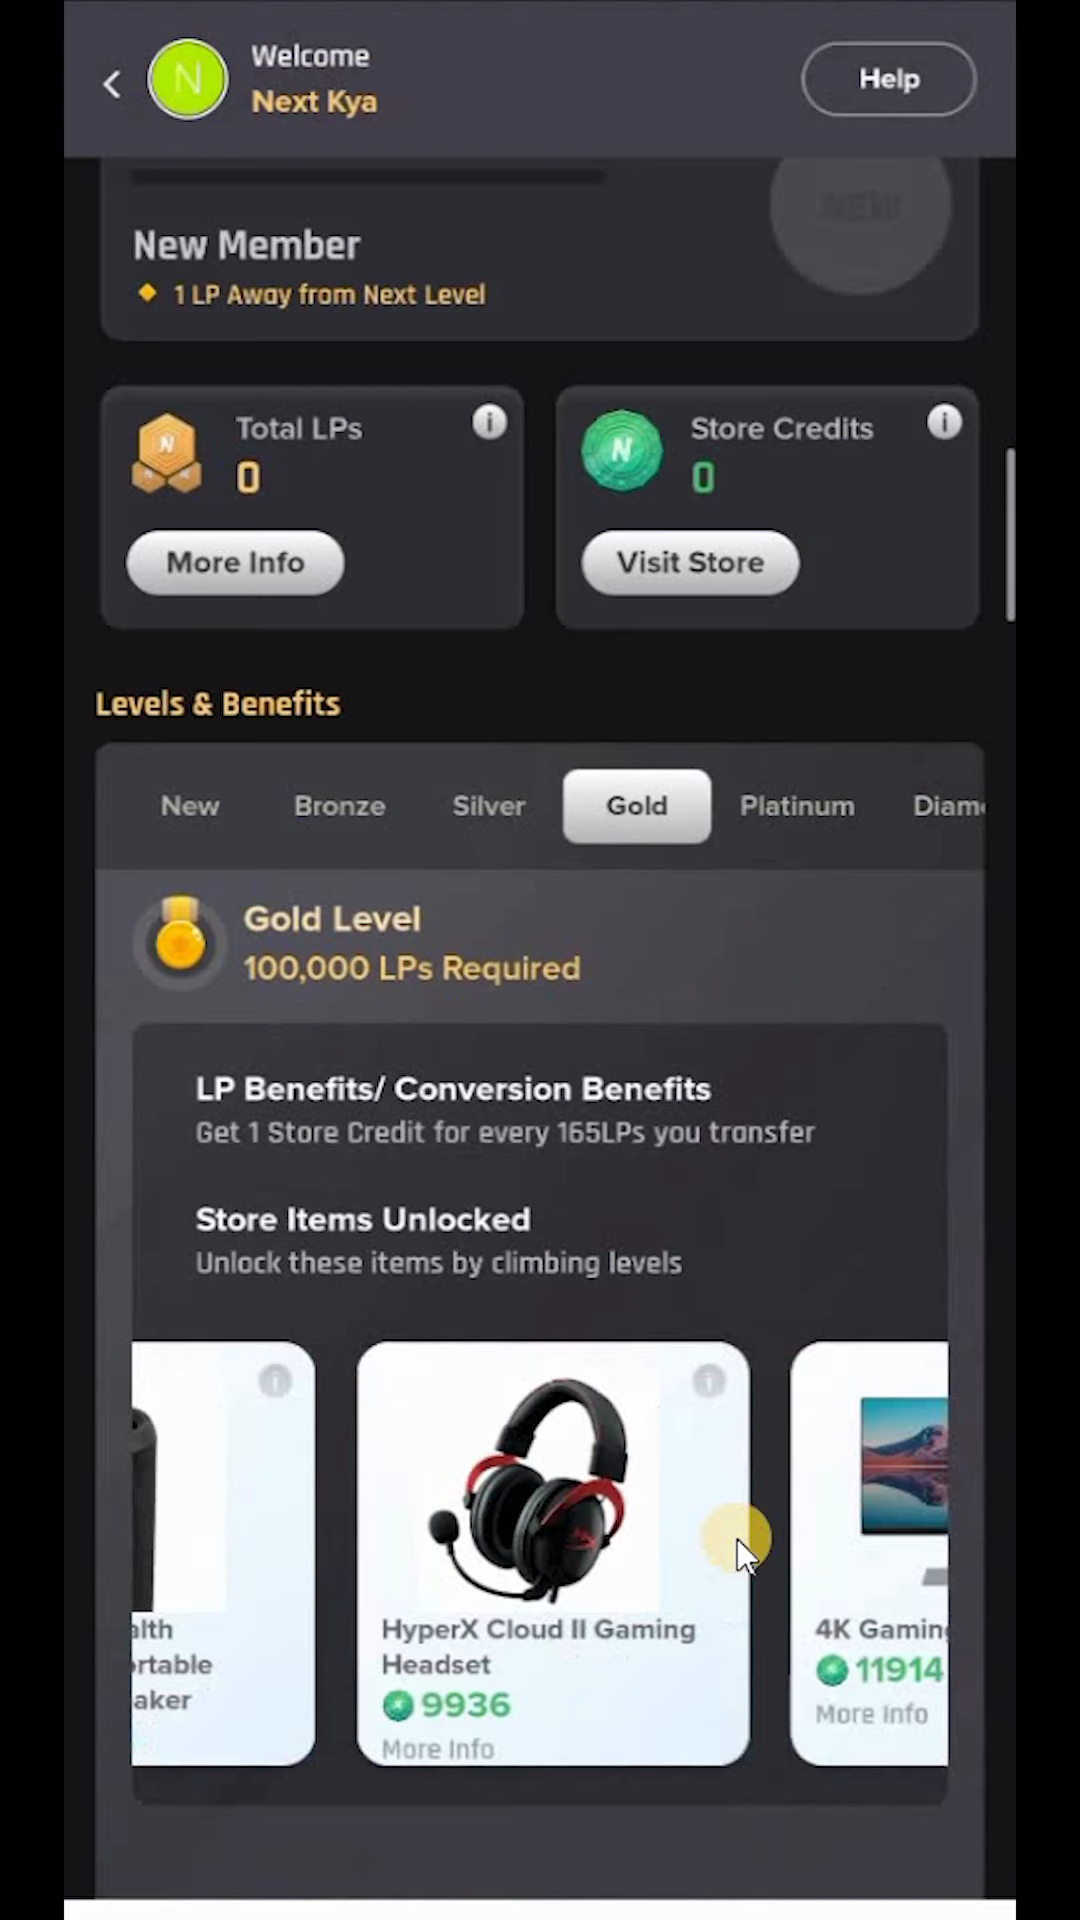 N
Welcome
Next Kya
Help
NEW
New Member
1 LP Away from Next Level
Total LPs
0
More Info
Store Credits
0
Visit Store
Levels & Benefits
New
Bronze
Silver
Gold
Platinum
Diam
Gold Level
100,000 LPs Required
LP Benefits/ Conversion Benefits
Get 1 Store Credit for every 165LPs you transfer
Store Items Unlocked
Unlock these items by climbing levels
alth
rtable
aker
HyperX Cloud II Gaming
Headset
9936
More Info
4K Gaming
11914
More Info